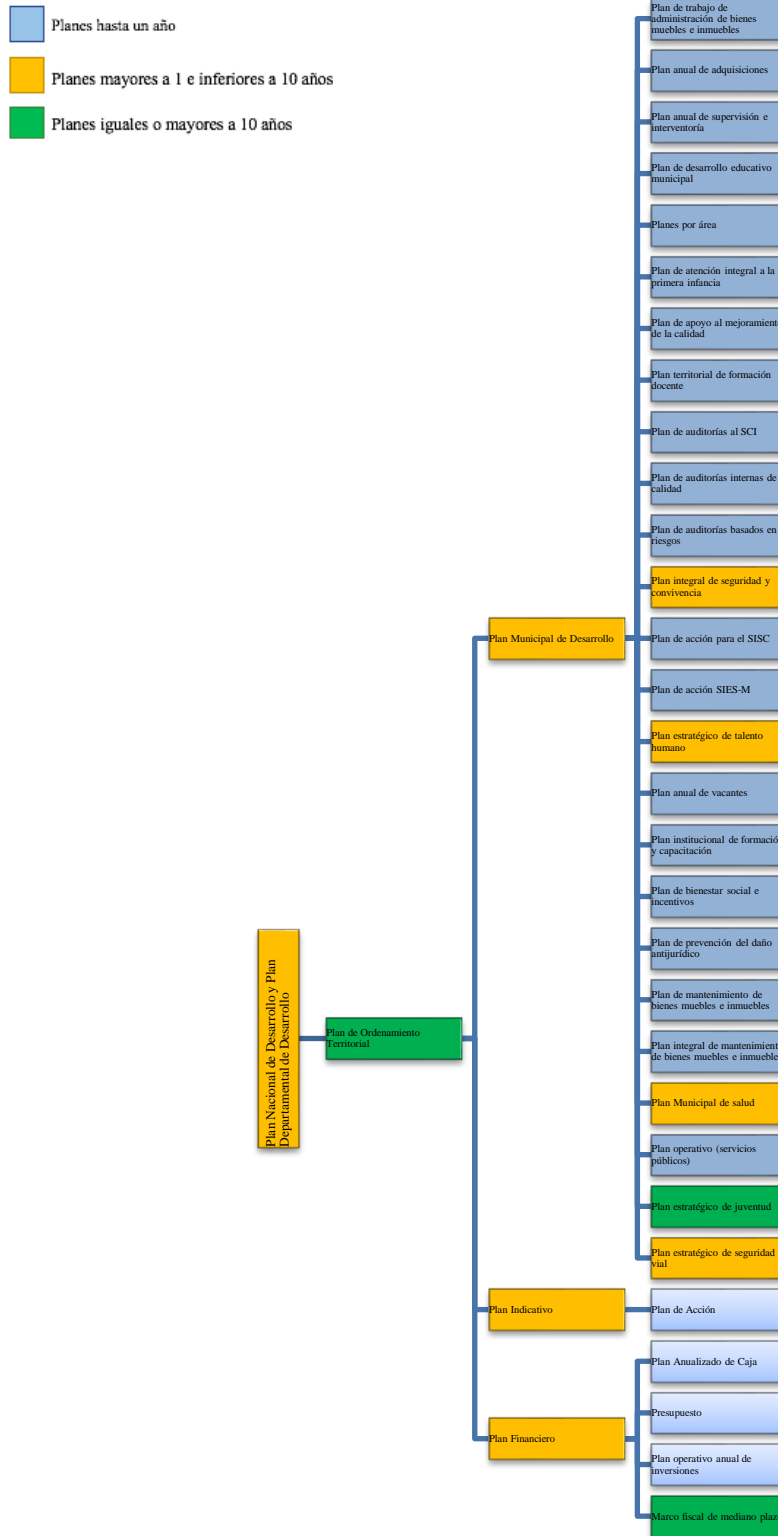 Planes hasta un año
Planes mayores a 1 e inferiores a 10 años
Planes iguales o mayores a 10 años
Plan Nacional de Desarrollo y Plan
Departamental de Desarrollo
Plan de Ordenamiento
Territorial
Plan Municipal de Desarrollo
Plan de trabajo de
administración de bienes
muebles e inmuebles
Plan anual de adquisiciones
Plan anual de supervisión e
interventoría
Plan de desarrollo educativo
municipal
Planes por área
Plan de atención integral a la
primera infancia
Plan de apoyo al mejoramient
de la calidad
Plan territorial de formación
docente
Plan de auditorías al SCI
Plan de auditorías internas de
calidad
Plan de auditorías basados en
riesgos
Plan integral de seguridad y
convivencia
Plan de acción para el SISC
Plan de acción SIES-M
Plan estratégico de talento
humano
Plan anual de vacantes
Plan institucional de formació
y capacitación
Plan de bienestar social e
incentivos
Plan de prevención del daño
antijurídico
Plan de mantenimiento de
bienes muebles e inmuebles
Plan integral de mantenimient
de bienes muebles e inmueble
Plan Municipal de salud
Plan operativo (servicios
públicos)
Plan estratégico de juventud
Plan estratégico de seguridad
vial
Plan Indicativo
Plan de Acción
Plan Financiero
Plan Anualizado de Caja
Presupuesto
Plan operativo anual de
inversiones
Marco fiscal de mediano plaz